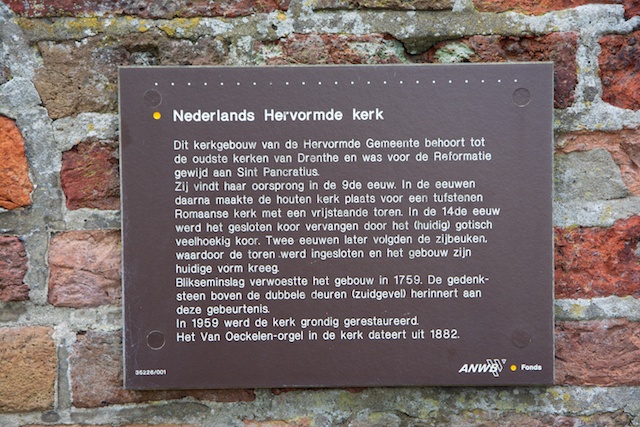 Nederlands Hervormde kerk
Dit kerkgebouw van de Hervormde Gemeente behoort tot
de oudste kerken van Drenthe en was voor de Reformatie
gewijd aan Sint Pancratius.
Zij vindt haar oorsprong in de 9de eeuw. In de eeuwen
daarna maakte de houten kerk plaats voor een tufstenen
Romaanse kerk met een vrijstaande toren. In de 14de eeuw
werd het gesloten koor vervangen door het (huidig) gotisch
veelhoekig koor. Twee eeuwen later volgden de zijbeuken,
waardoor de toren werd ingesloten en het gebouw zijn
huidige vorm kreeg.
Blikseminslag verwoestte het gebouw in 1759. De gedenk-
steen boven de dubbele deuren (zuidgevel) herinnert aan
deze gebeurtenis.
In 1959 werd de kerk grondig gerestaureerd.
Het Van Oeckelen-orgel in de kerk dateert uit 1882.
35226/001
ANWB Fonds